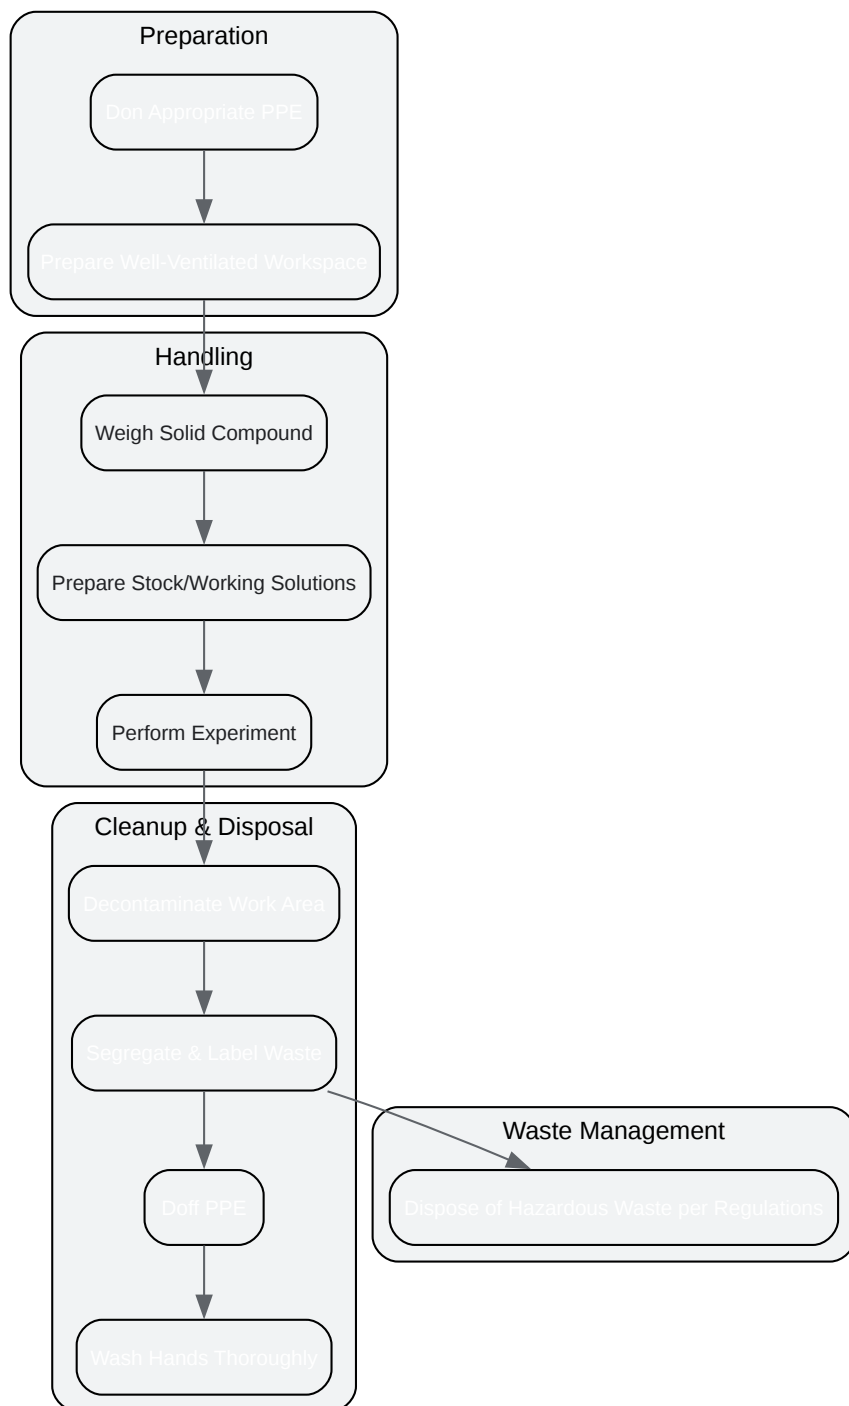 Preparation
Don Appropriate PPE
Prepare Well-Ventilated Workspace
Handling
Weigh Solid Compound
Prepare Stock/Working Solutions
Perform Experiment
Cleanup & Disposal
Decontaminate Work Area
Segregate & Label Waste
Waste Management
Doff PPE
Dispose of Hazardous Waste per Regulations
Wash Hands Thoroughly